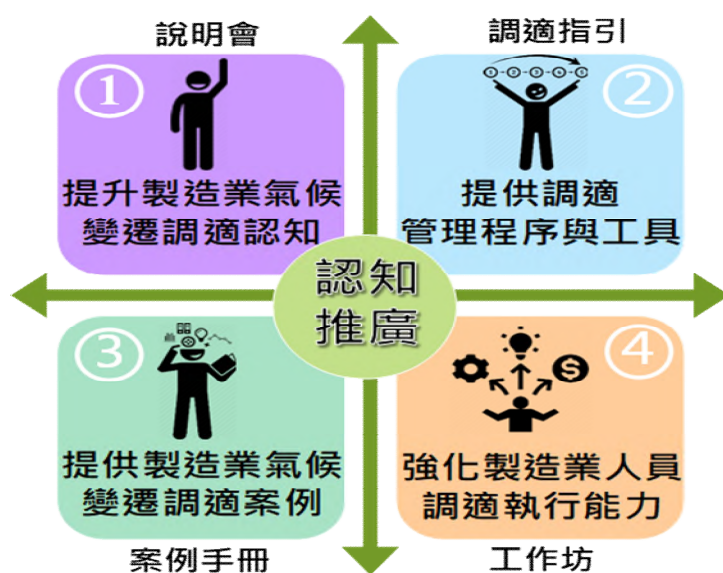 說明會
調適指引
①
提升製造業氣候
變遷調適認知
②
提供調適
管理程序與工具
認知
推廣
③
提供製造業氣候
變遷調適案例
④
強化製造業人員
調適執行能力
案例手冊
工作坊